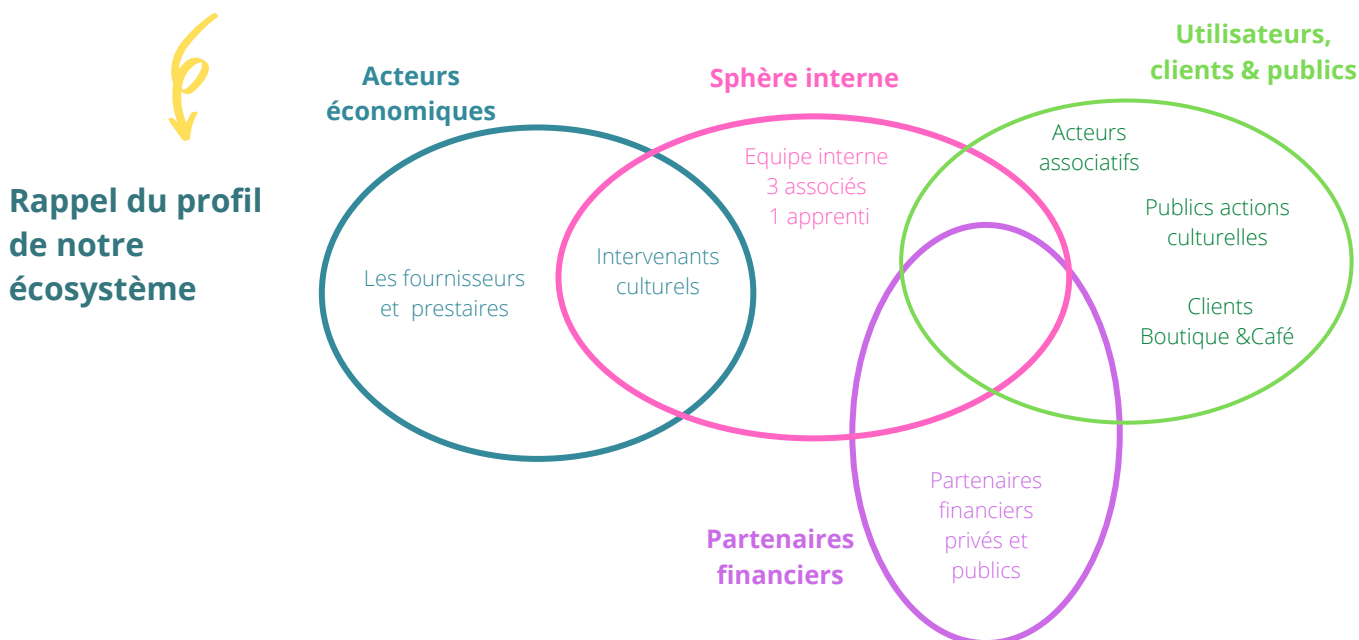 Rappel du profil
de notre
écosystème
Acteurs
économiques
Les fournisseurs
et prestaires
Intervenants
culturels
Sphère interne
Equipe interne
3 associés
1 apprenti
Utilisateurs,
clients & publics
Acteurs
associatifs
Publics actions
culturelles
Clients
Boutique &Café
Partenaires
financiers
Partenaires
financiers
privés et
publics